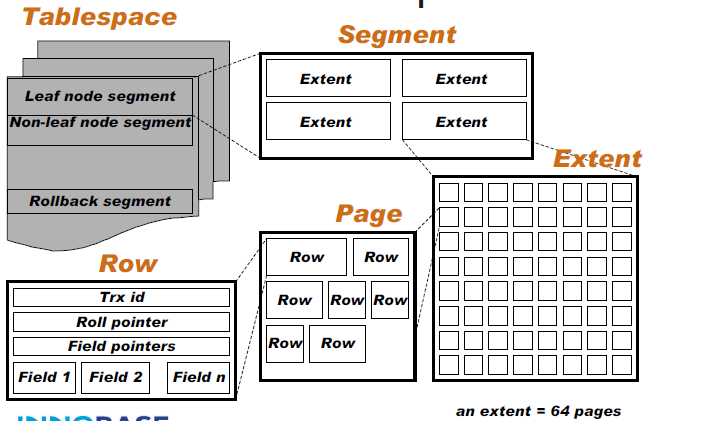 Tablespace
Leaf node segment
Non-leaf node segment
Rollback segment
Segment
Extent Extent
Extent Extent
Extent
an extent = 64 pages
Page
Row Row
Row Row Row
Row Row
Row
Trx id
Roll pointer
Field pointers
Field 1 Field 2 Field n
INNOBASE